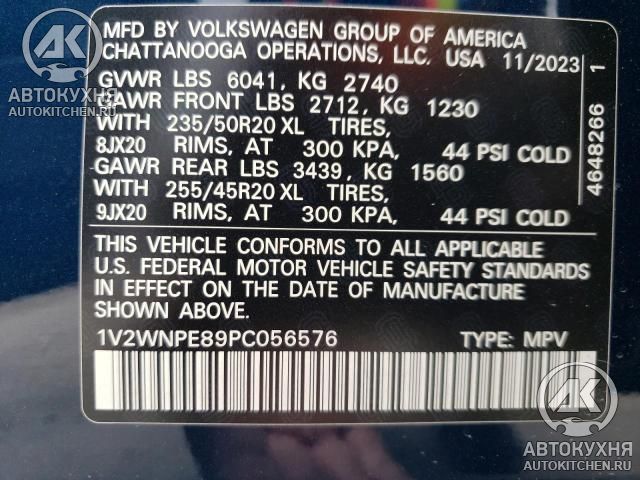 MFD BY VOLKSWAGEN GROUP OF AMERICA
CHATTANOOGA OPERATIONS, LLC. USA 11/2023
GVWR LBS 6041, KG 2740
GAWR FRONT LBS 2712, KG 1230
WITH 235/50R20 XL TIRES,
8JX20 RIMS, AT 300 KPA, 44 PSI COLD
GAWR REAR LBS 3439, KG 1560
WITH 255/45R20 XL TIRES,
9JX20 RIMS, AT 300 KPA, 44 PSI COLD
THIS VEHICLE CONFORMS TO ALL APPLICABLE
U.S. FEDERAL MOTOR VEHICLE SAFETY STANDARDS
IN EFFECT ON THE DATE OF MANUFACTURE
SHOWN ABOVE.
1V2WNPE89PC056576 TYPE: MPV
4648266 1
AK
АВТОКУХНЯ
AUTOKITCHEN.RU
AK
АВТОКУХНЯ
AUTOKITCHEN.RU